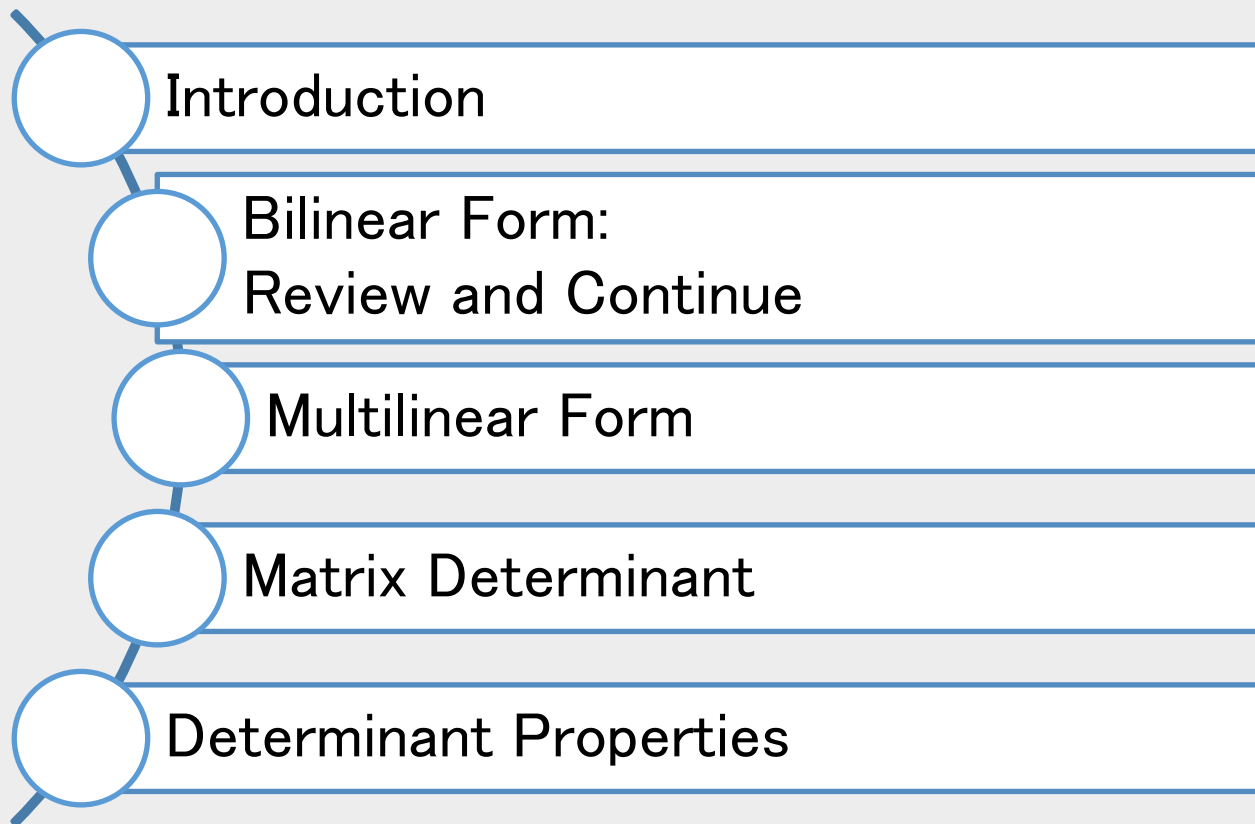 Introduction
Bilinear Form:
Review and Continue
Multilinear Form
Matrix Determinant
Determinant Properties